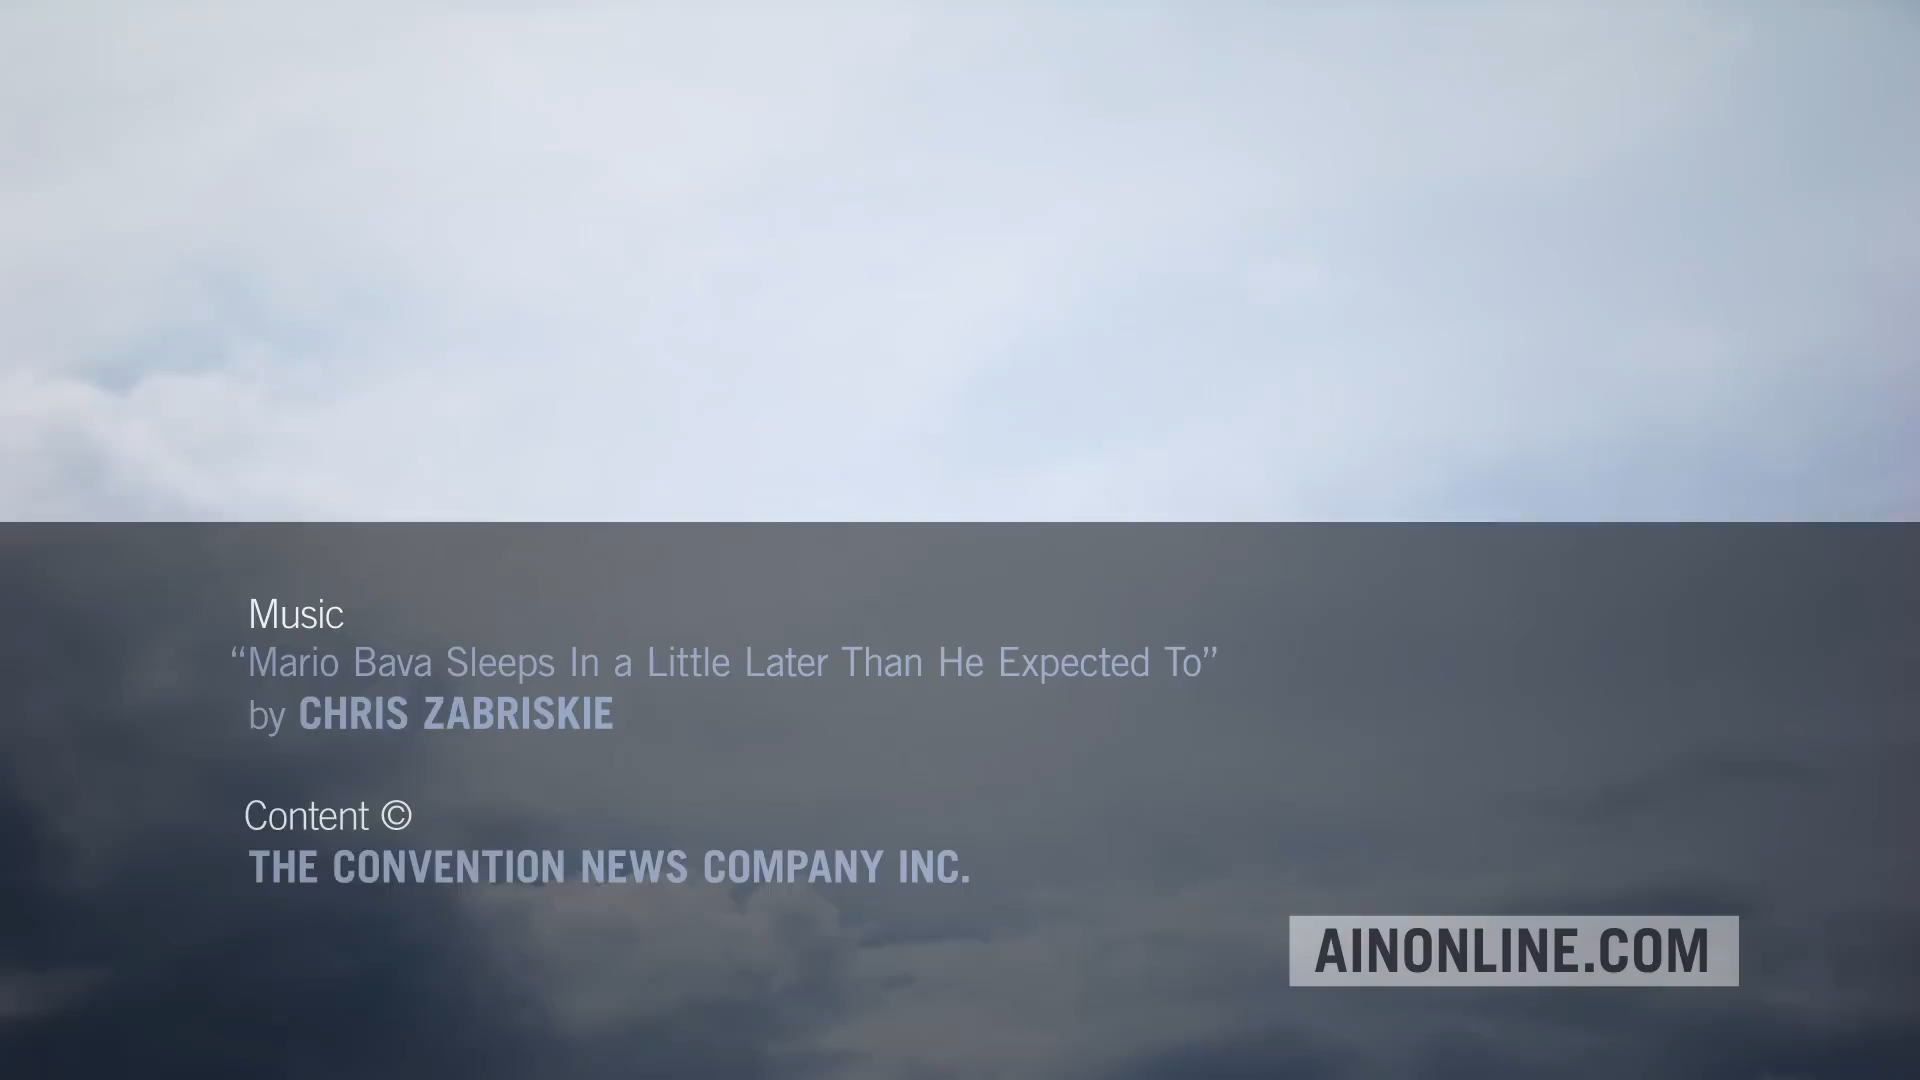 Music
“Mario Bava Sleeps In a Little Later Than He Expected To”
by CHRIS ZABRISKIE
Content ©
THE CONVENTION NEWS COMPANY INC.
AINONLINE.COM